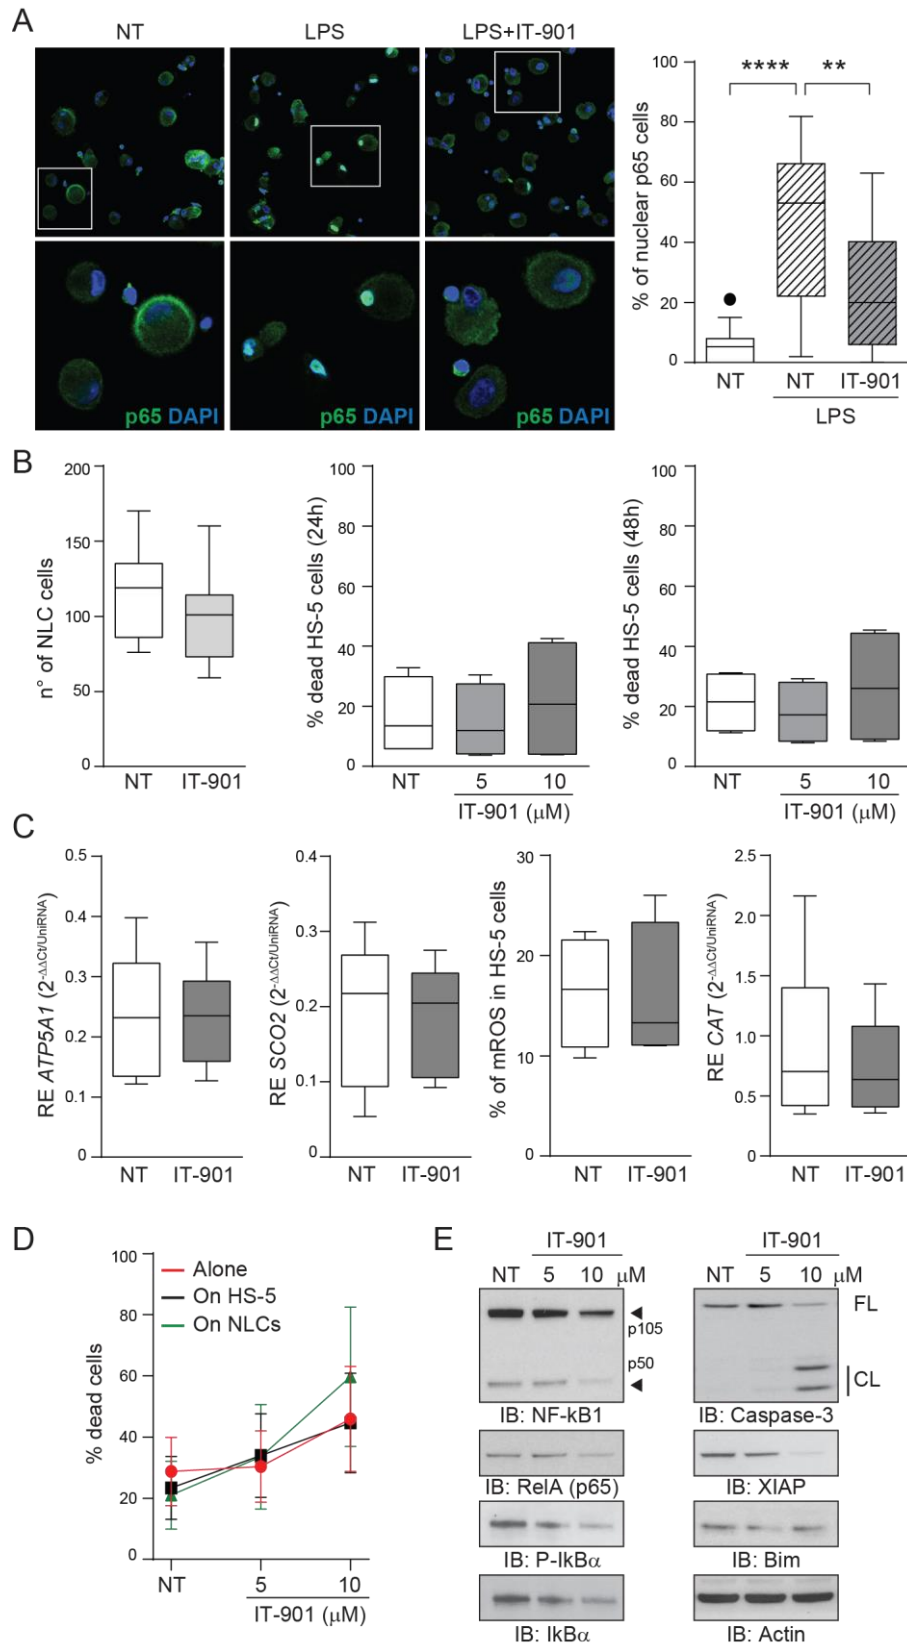 A
NT
LPS
LPS+IT-901
p65 DAPI
p65 DAPI
p65 DAPI
% of nuclear p65 cells
100
80
60
40
20
0
****
**
NT
NT
IT-901
LPS
B
n° of NLC cells
200
150
100
50
0
NT
IT-901
% dead HS-5 cells (24h)
100
80
60
40
20
0
NT
5
10
IT-901 (μM)
% dead HS-5 cells (48h)
100
80
60
40
20
0
NT
5
10
IT-901 (μM)
C
RE ATP5A1 (2-ΔΔCt/UniRNA)
0.5
0.4
0.3
0.2
0.1
0
NT
IT-901
RE SCO2 (2-ΔΔCt/UniRNA)
0.4
0.3
0.2
0.1
0
NT
IT-901
% of mROS in HS-5 cells
30
20
10
0
NT
IT-901
RE CAT (2-ΔΔCt/UniRNA)
2.5
2.0
1.5
1.0
0.5
0
NT
IT-901
D
% dead cells
100
80
60
40
20
0
Alone
On HS-5
On NLCs
NT
5
10
IT-901 (μM)
E
IT-901
NT 5 10 μM
p105
p50
IB: NF-kB1
IB: RelA (p65)
IB: P-IkBα
IB: IkBα
IT-901
NT 5 10 μM
FL
CL
IB: Caspase-3
IB: XIAP
IB: Bim
IB: Actin